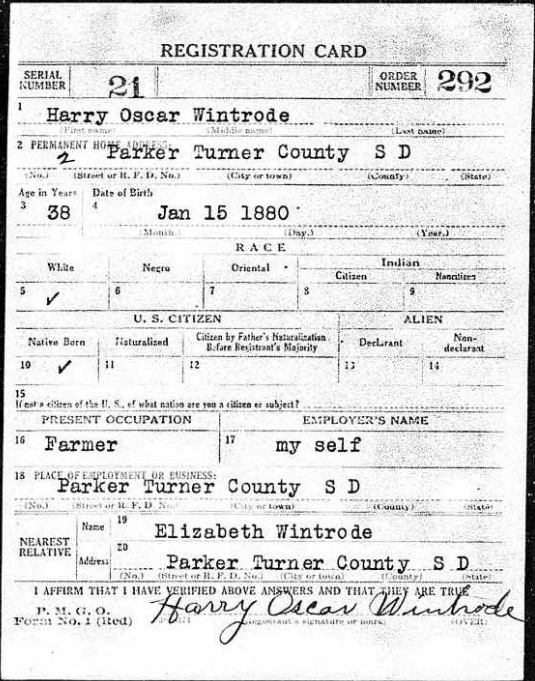 REGISTRATION CARD
SERIAL NUMBER 21 ORDER NUMBER 292
1 Harry Oscar Wintrode
(First name) (Middle name) (Last name)
2 PERMANENT HOME ADDRESS:
2 Parker Turner County S D
(No.) (Street or R. F. D. No.) (City or town) (County) (State)
Age in Years Date of Birth
3 38 4 Jan 15 1880
(Month.) (Day.) (Year.)
RACE
White Negro Oriental Indian
Citizen Noncitizen
5 ✓ 6 7 8 9
U. S. CITIZEN ALIEN
Native Born Naturalized Citizen by Father's Naturalization Before Registrant's Majority Declarant Non-declarant
10 ✓ 11 12 13 14
15
If not a citizen of the U. S., of what nation are you a citizen or subject?
PRESENT OCCUPATION EMPLOYER'S NAME
16 Farmer 17 my self
18 PLACE OF EMPLOYMENT OR BUSINESS:
Parker Turner County S D
(No.) (Street or R. F. D. No.) (City or town) (County) (State)
NEAREST RELATIVE Name 19 Elizabeth Wintrode
Address 20 Parker Turner County S D
(No.) (Street or R. F. D. No.) (City or town) (County) (State)
I AFFIRM THAT I HAVE VERIFIED ABOVE ANSWERS AND THAT THEY ARE TRUE
P. M. G. O.
Form No. 1 (Red) Harry Oscar Wintrode
(Registrant's signature or mark) (OVER)